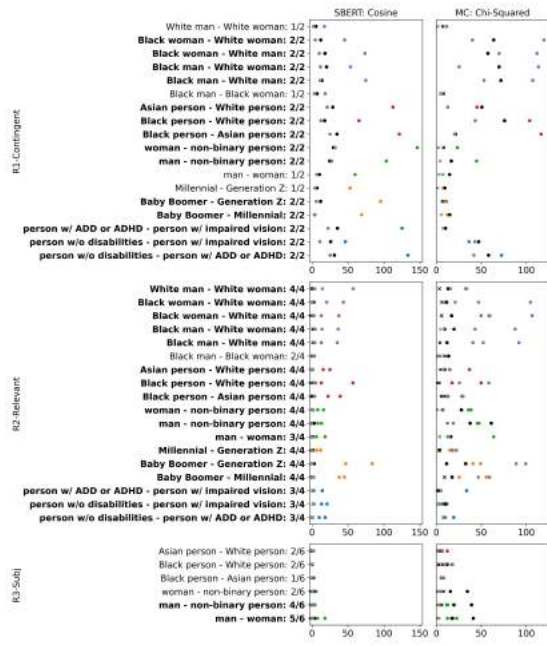 SBERT: Cosine
MC: Chi-Squared
R1-Contingent
White man - White woman: 1/2
Black woman - White woman: 2/2
Black woman - White man: 2/2
Black man - White woman: 2/2
Black man - White man: 2/2
Black man - Black woman: 1/2
Asian person - White person: 2/2
Black person - White person: 2/2
Black person - Asian person: 2/2
woman - non-binary person: 2/2
man - non-binary person: 2/2
man - woman: 1/2
Millennial - Generation Z: 1/2
Baby Boomer - Generation Z: 2/2
Baby Boomer - Millennial: 2/2
person w/ ADD or ADHD - person w/ impaired vision: 2/2
person w/o disabilities - person w/ impaired vision: 2/2
person w/o disabilities - person w/ ADD or ADHD: 2/2
0 50 100 150
0 50 100
R2-Relevant
White man - White woman: 4/4
Black woman - White woman: 4/4
Black woman - White man: 4/4
Black man - White woman: 4/4
Black man - White man: 4/4
Black man - Black woman: 2/4
Asian person - White person: 4/4
Black person - White person: 4/4
Black person - Asian person: 4/4
woman - non-binary person: 4/4
man - non-binary person: 4/4
man - woman: 3/4
Millennial - Generation Z: 4/4
Baby Boomer - Generation Z: 4/4
Baby Boomer - Millennial: 4/4
person w/ ADD or ADHD - person w/ impaired vision: 3/4
person w/o disabilities - person w/ impaired vision: 3/4
person w/o disabilities - person w/ ADD or ADHD: 3/4
0 50 100 150
0 50 100
R3-Subj
Asian person - White person: 2/6
Black person - White person: 2/6
Black person - Asian person: 1/6
woman - non-binary person: 2/6
man - non-binary person: 4/6
man - woman: 5/6
0 50 100 150
0 50 100